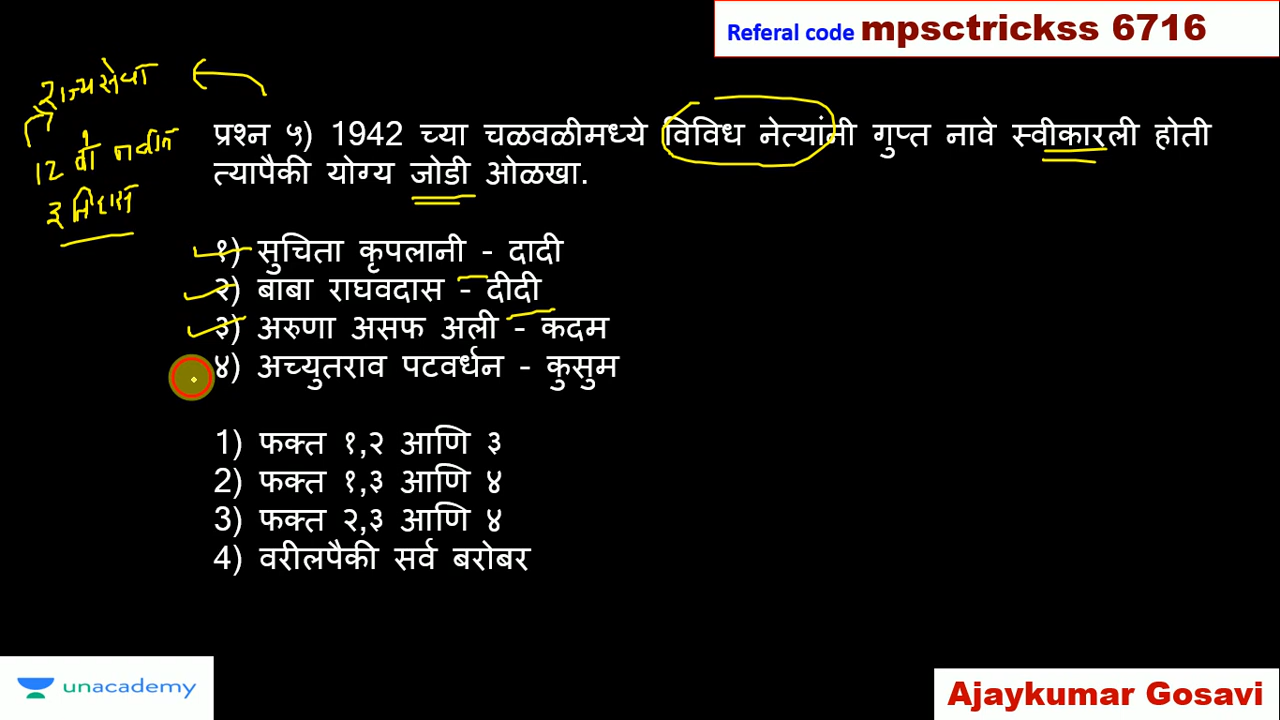 Referal code mpsctrickss 6716
राज्यसेवा
12 वी नवीन
इतिहास
प्रश्न ५) 1942 च्या चळवळीमध्ये विविध नेत्यांनी गुप्त नावे स्वीकारली होती
त्यापैकी योग्य जोडी ओळखा.
१) सुचिता कृपलानी - दादी
२) बाबा राघवदास - दीदी
३) अरुणा असफ अली - कदम
४) अच्युतराव पटवर्धन - कुसुम
1) फक्त १,२ आणि ३
2) फक्त १,३ आणि ४
3) फक्त २,३ आणि ४
4) वरीलपैकी सर्व बरोबर
unacademy
Ajaykumar Gosavi